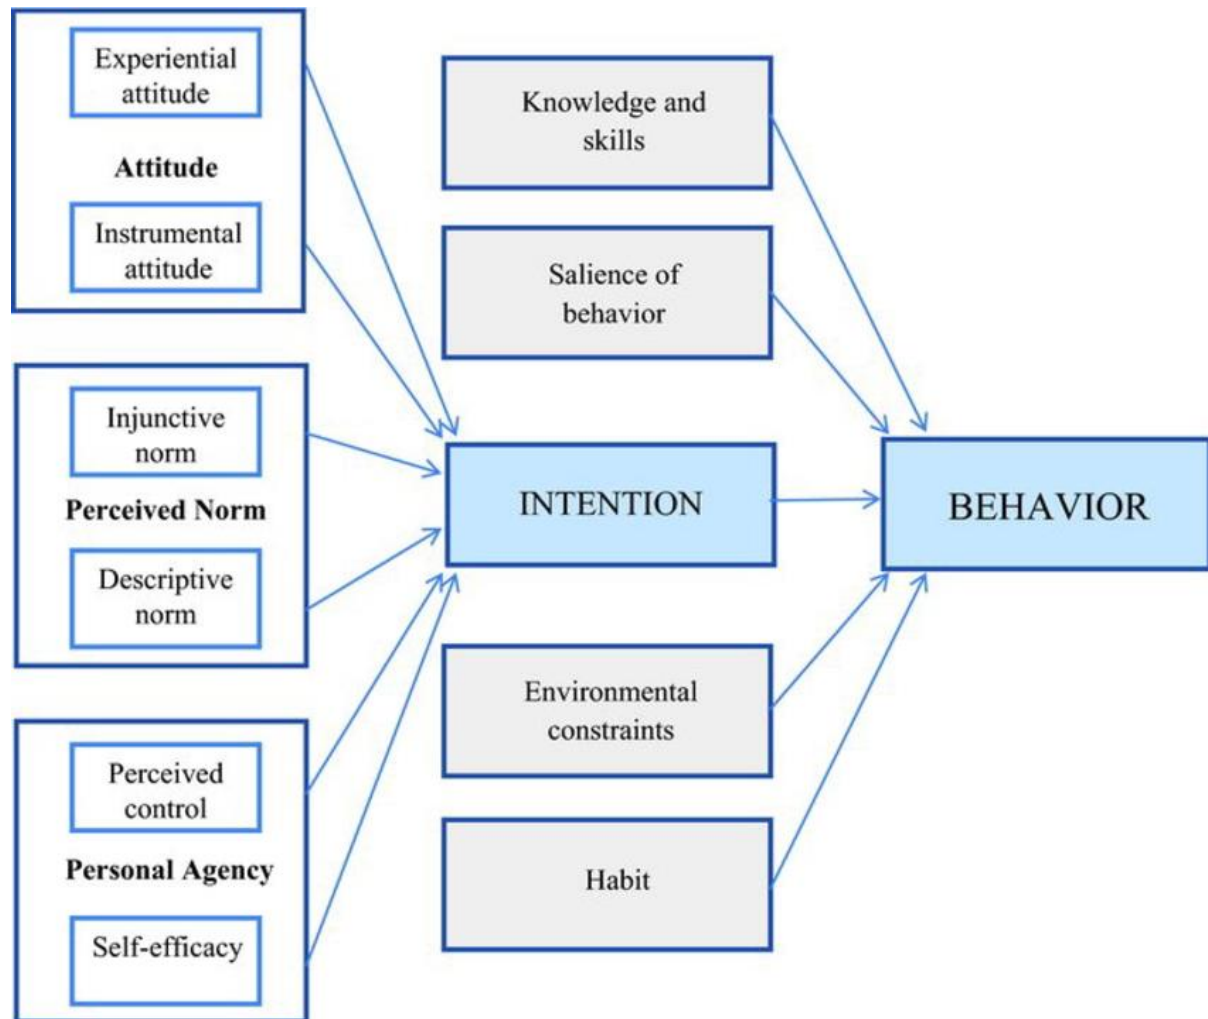 Experiential
attitude
Attitude
Instrumental
attitude
Injunctive
norm
Perceived Norm
Descriptive
norm
Perceived
control
Personal Agency
Self-efficacy
Knowledge and
skills
Salience of
behavior
INTENTION
Environmental
constraints
Habit
BEHAVIOR